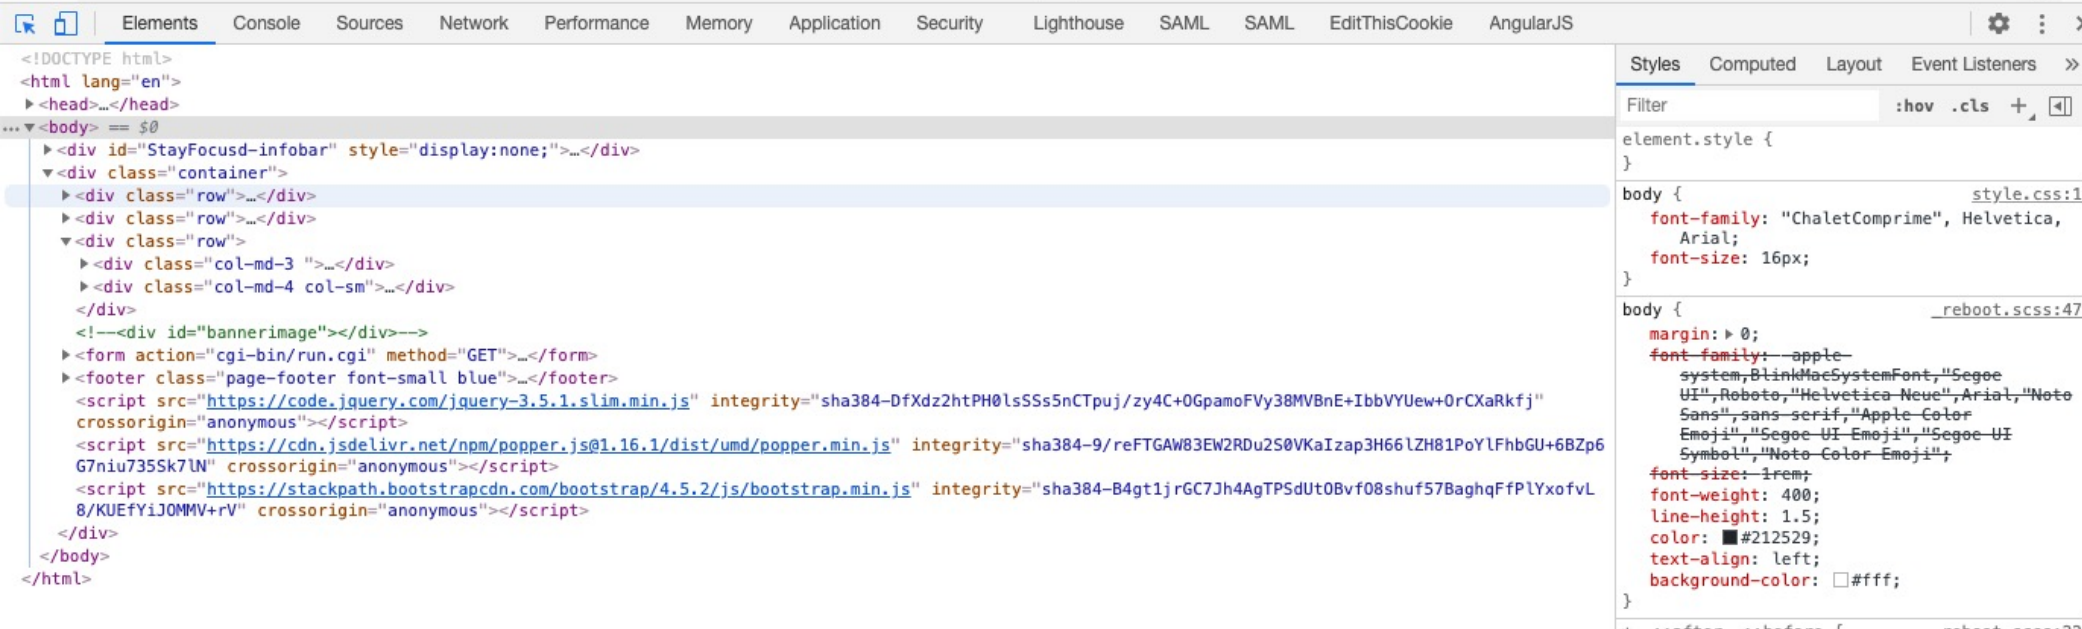 Elements Console Sources Network Performance Memory Application Security Lighthouse SAML SAML EditThisCookie AngularJS
<!DOCTYPE html>
<html lang="en">
<head>…</head>
<body> == $0
<div id="StayFocusd-infobar" style="display:none;">…</div>
<div class="container">
<div class="row">…</div>
<div class="row">…</div>
<div class="row">
<div class="col-md-3 ">…</div>
<div class="col-md-4 col-sm">…</div>
</div>
<!--<div id="bannerimage"></div>-->
<form action="cgi-bin/run.cgi" method="GET">…</form>
<footer class="page-footer font-small blue">…</footer>
<script src="https://code.jquery.com/jquery-3.5.1.slim.min.js" integrity="sha384-DfXdz2htPH0lsSSs5nCTpuj/zy4C+OGpamoFVy38MVBnE+IbbVYUew+OrCXaRkfj"
crossorigin="anonymous"></script>
<script src="https://cdn.jsdelivr.net/npm/popper.js@1.16.1/dist/umd/popper.min.js" integrity="sha384-9/reFTGAW83EW2RDu2S0VKaIzap3H66lZH81PoYlFhbGU+6BZp6
G7niu735Sk7lN" crossorigin="anonymous"></script>
<script src="https://stackpath.bootstrapcdn.com/bootstrap/4.5.2/js/bootstrap.min.js" integrity="sha384-B4gt1jrGC7Jh4AgTPSdUtOBvfO8shuf57BaghqFfPlYxofvL
8/KUEfYiJOMMV+rV" crossorigin="anonymous"></script>
</div>
</body>
</html>
Styles Computed Layout Event Listeners »
Filter :hov .cls +
element.style {
}
body { style.css:1
font-family: "ChaletComprime", Helvetica,
Arial;
font-size: 16px;
}
body { _reboot.scss:47
margin: 0;
font-family: -apple-
system,BlinkMacSystemFont,"Segoe
UI",Roboto,"Helvetica Neue",Arial,"Noto
Sans",sans-serif,"Apple Color
Emoji","Segoe UI Emoji","Segoe UI
Symbol","Noto Color Emoji";
font-size: 1rem;
font-weight: 400;
line-height: 1.5;
color: #212529;
text-align: left;
background-color: #fff;
}